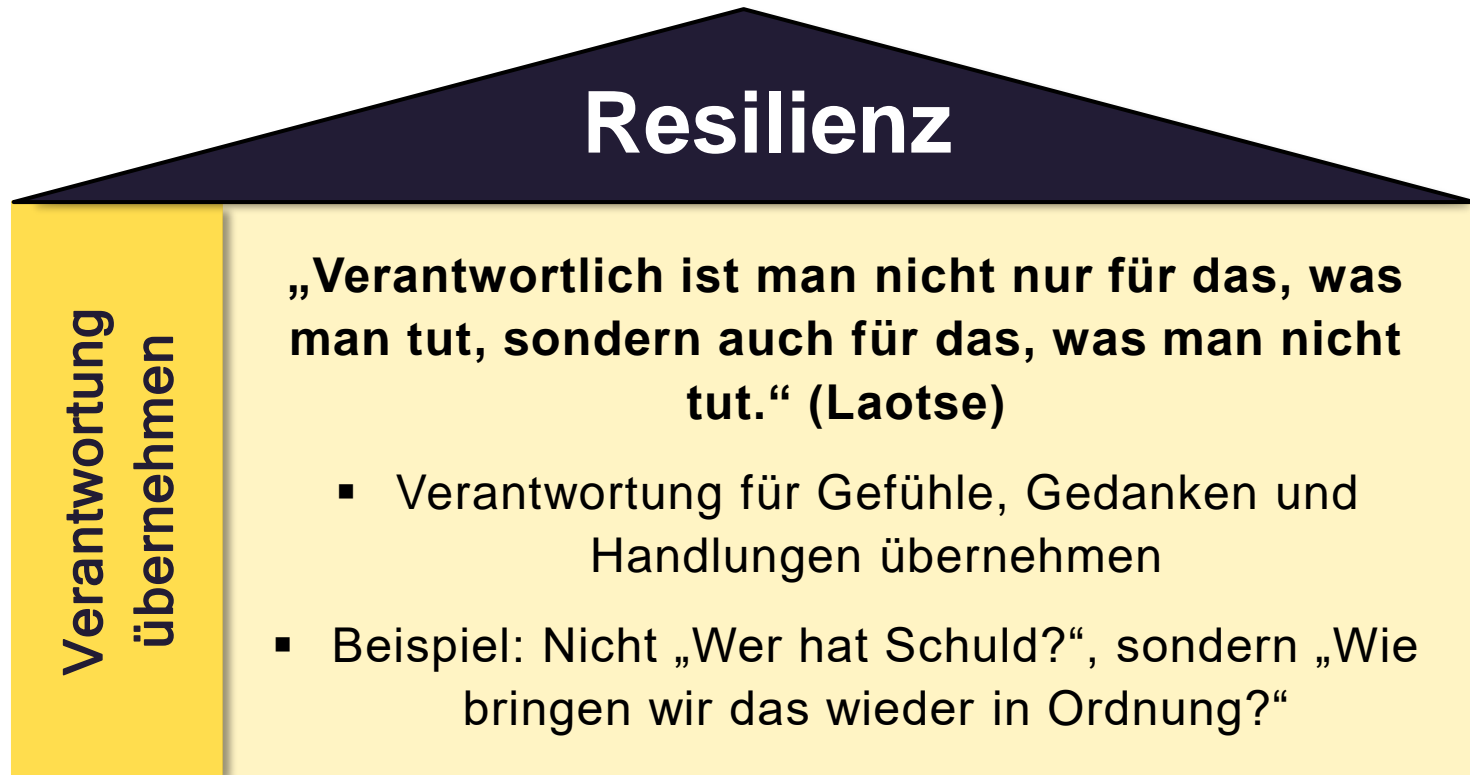 Resilienz
Verantwortung
übernehmen
„Verantwortlich ist man nicht nur für das, was
man tut, sondern auch für das, was man nicht
tut.“ (Laotse)
▪ Verantwortung für Gefühle, Gedanken und
Handlungen übernehmen
▪ Beispiel: Nicht „Wer hat Schuld?“, sondern „Wie
bringen wir das wieder in Ordnung?“